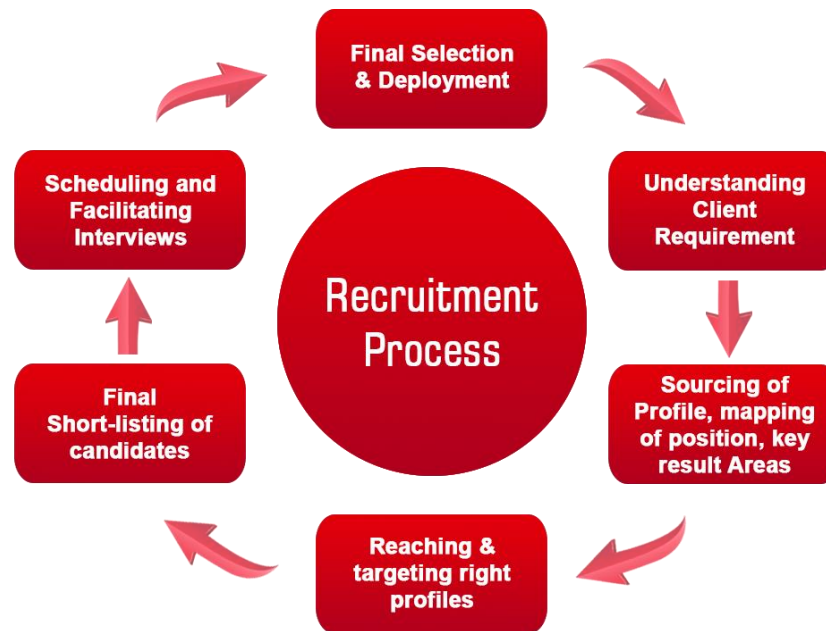 Final Selection
& Deployment
Understanding
Client
Requirement
Sourcing of
Profile, mapping
of position, key
result Areas
Reaching &
targeting right
profiles
Final
Short-listing of
candidates
Scheduling and
Facilitating
Interviews
Recruitment
Process